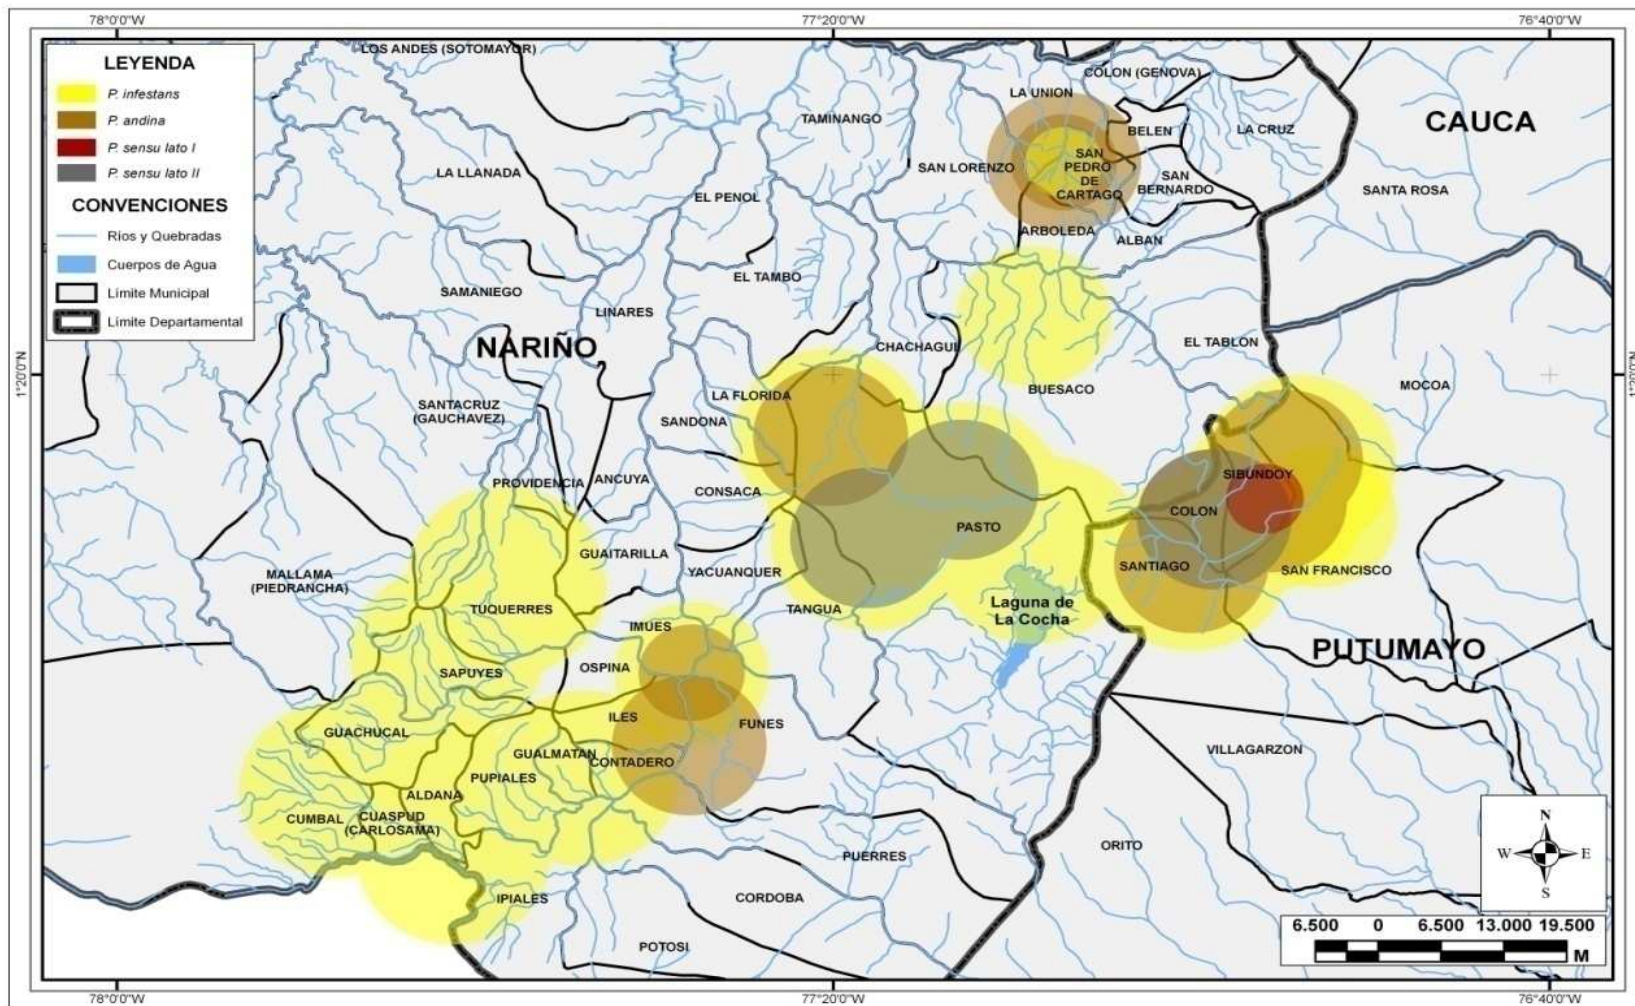 78°0'0"W
77°20'0"W
76°40'0"W
LEYENDA
P. infestans
P. andina
P. sensu lato I
P. sensu lato II
CONVENCIONES
Ríos y Quebradas
Cuerpos de Agua
Límite Municipal
Límite Departamental
LOS ANDES (SOTOMAYOR)
COLON (GENOVA)
LA UNION
TAMINANGO
CAUCA
BELEN
LA CRUZ
SAN LORENZO
SAN
PEDRO
DE
CARTAGO
LA LLANADA
SAN
BERNARDO
SANTA ROSA
EL PENOL
ARBOLEDA
ALBAN
EL TAMBO
SAMANIEGO
LINARES
NARIÑO
CHACHAGUI
EL TABLON
1°20'0"N
1°20'0"N
BUESACO
MOCOA
LA FLORIDA
SANTACRUZ
(GAUCHAVEZ)
SANDONA
SIBUNDOY
PROVIDENCIA
ANCUYA
CONSACA
COLON
PASTO
GUAITARILLA
SANTIAGO
SAN FRANCISCO
YACUANQUER
MALLAMA
(PIEDRANCHA)
TUQUERRES
TANGUA
Laguna de
La Cocha
IMUES
PUTUMAYO
OSPINA
SAPUYES
ILES
FUNES
GUACHUCAL
VILLAGARZON
GUALMATAN
CONTADERO
PUPIALES
ALDANA
CUMBAL
CUASPUD
(CARLOSAMA)
ORITO
PUERRES
N
W
E
S
IPIALES
CORDOBA
POTOSI
6.500 0 6.500 13.000 19.500
M
78°0'0"W
77°20'0"W
76°40'0"W